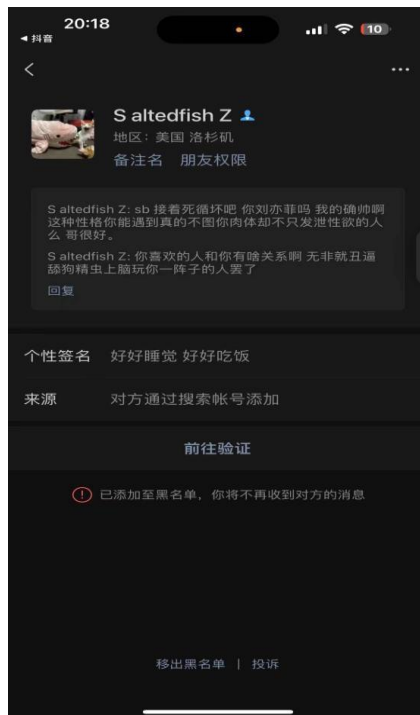 20:18
10
◀ 抖音
S altedfish Z
地区：美国 洛杉矶
备注名 朋友权限
S altedfish Z: sb 接着死循环吧 你刘亦菲吗 我的确帅啊
这种性格你能遇到真的不图你肉体却不只发泄性欲的人
么 哥很好。
S altedfish Z: 你喜欢的人和你有啥关系啊 无非就丑逼
舔狗精虫上脑玩你一阵子的人罢了
回复
个性签名 好好睡觉 好好吃饭
来源 对方通过搜索帐号添加
前往验证
已添加至黑名单，你将不再收到对方的消息
移出黑名单 | 投诉